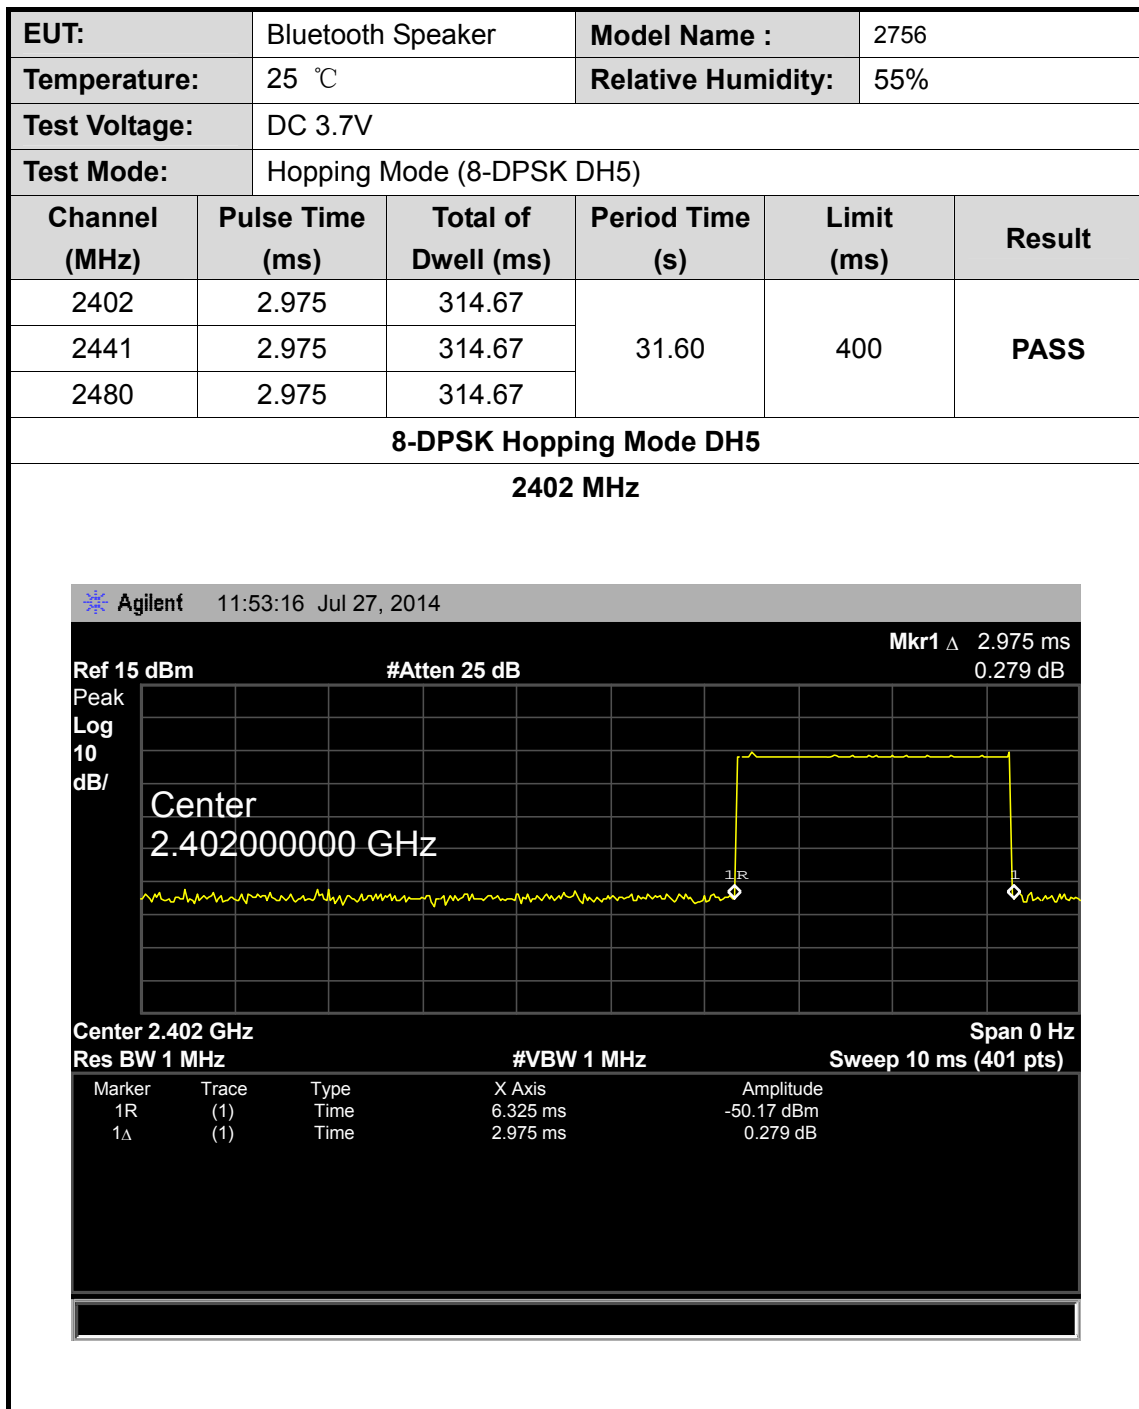 EUT: Bluetooth Speaker Model Name : 2756
Temperature: 25 ℃ Relative Humidity: 55%
Test Voltage: DC 3.7V
Test Mode: Hopping Mode (8-DPSK DH5)
Channel (MHz) Pulse Time (ms) Total of Dwell (ms) Period Time (s) Limit (ms) Result
2402 2.975 314.67
2441 2.975 314.67 31.60 400 PASS
2480 2.975 314.67
8-DPSK Hopping Mode DH5
2402 MHz
Agilent 11:53:16 Jul 27, 2014
Mkr1 Δ 2.975 ms
Ref 15 dBm #Atten 25 dB 0.279 dB
Peak
Log
10
dB/
Center
2.402000000 GHz
1R 1
Center 2.402 GHz Span 0 Hz
Res BW 1 MHz #VBW 1 MHz Sweep 10 ms (401 pts)
Marker Trace Type X Axis Amplitude
1R (1) Time 6.325 ms -50.17 dBm
1Δ (1) Time 2.975 ms 0.279 dB